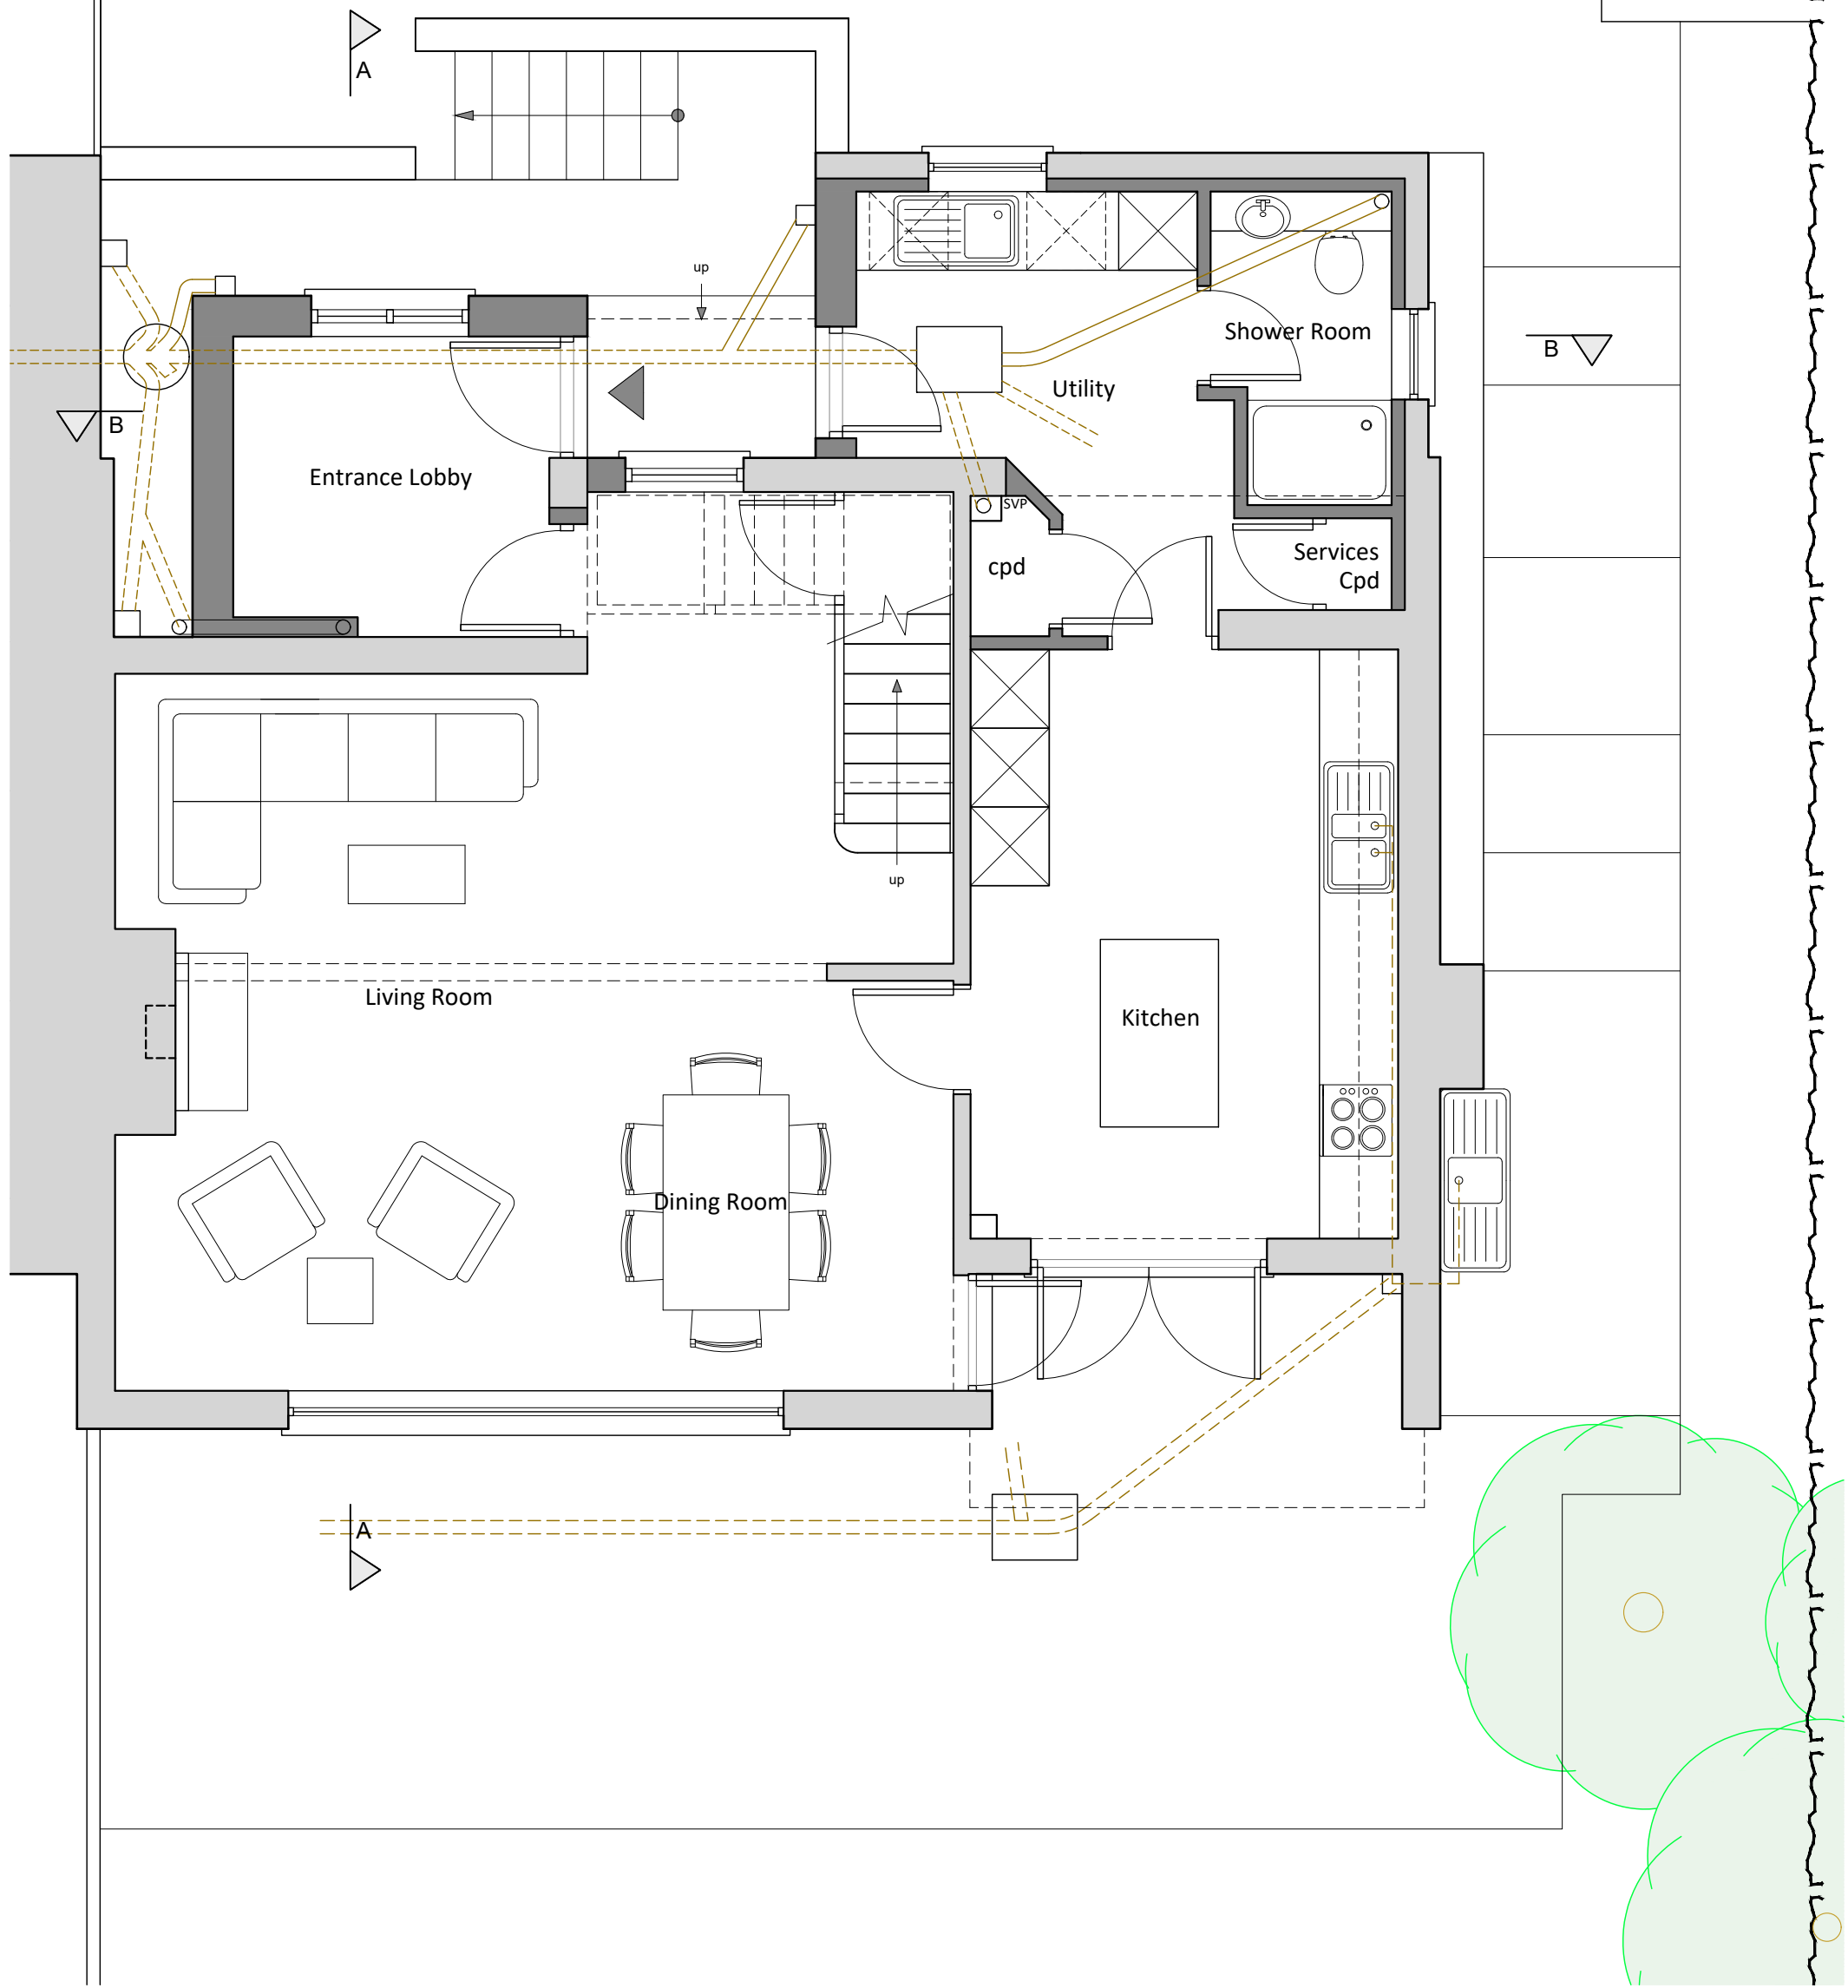 A
up
Shower Room
B
Utility
B
Entrance Lobby
SVP
Services
Cpd
cpd
up
Living Room
Kitchen
Dining Room
A